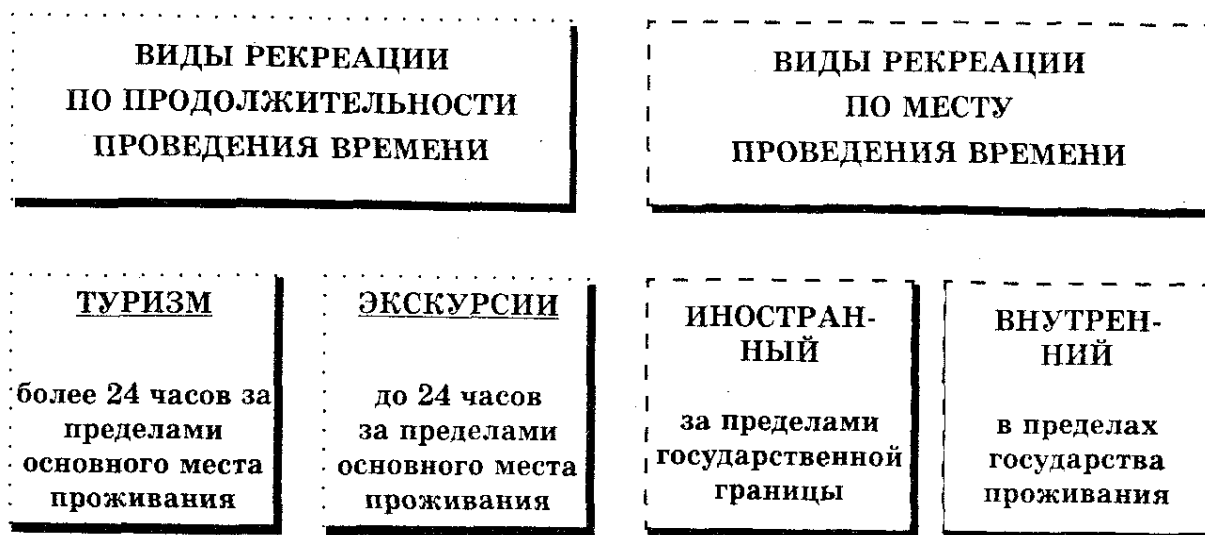 ВИДЫ РЕКРЕАЦИИ
ПО ПРОДОЛЖИТЕЛЬНОСТИ
ПРОВЕДЕНИЯ ВРЕМЕНИ
ВИДЫ РЕКРЕАЦИИ
ПО МЕСТУ
ПРОВЕДЕНИЯ ВРЕМЕНИ
ТУРИЗМ
более 24 часов за
пределами
основного места
проживания
ЭКСКУРСИИ
до 24 часов
за пределами
основного места
проживания
ИНОСТРАН-
НЫЙ
за пределами
государственной
границы
ВНУТРЕН-
НИЙ
в пределах
государства
проживания